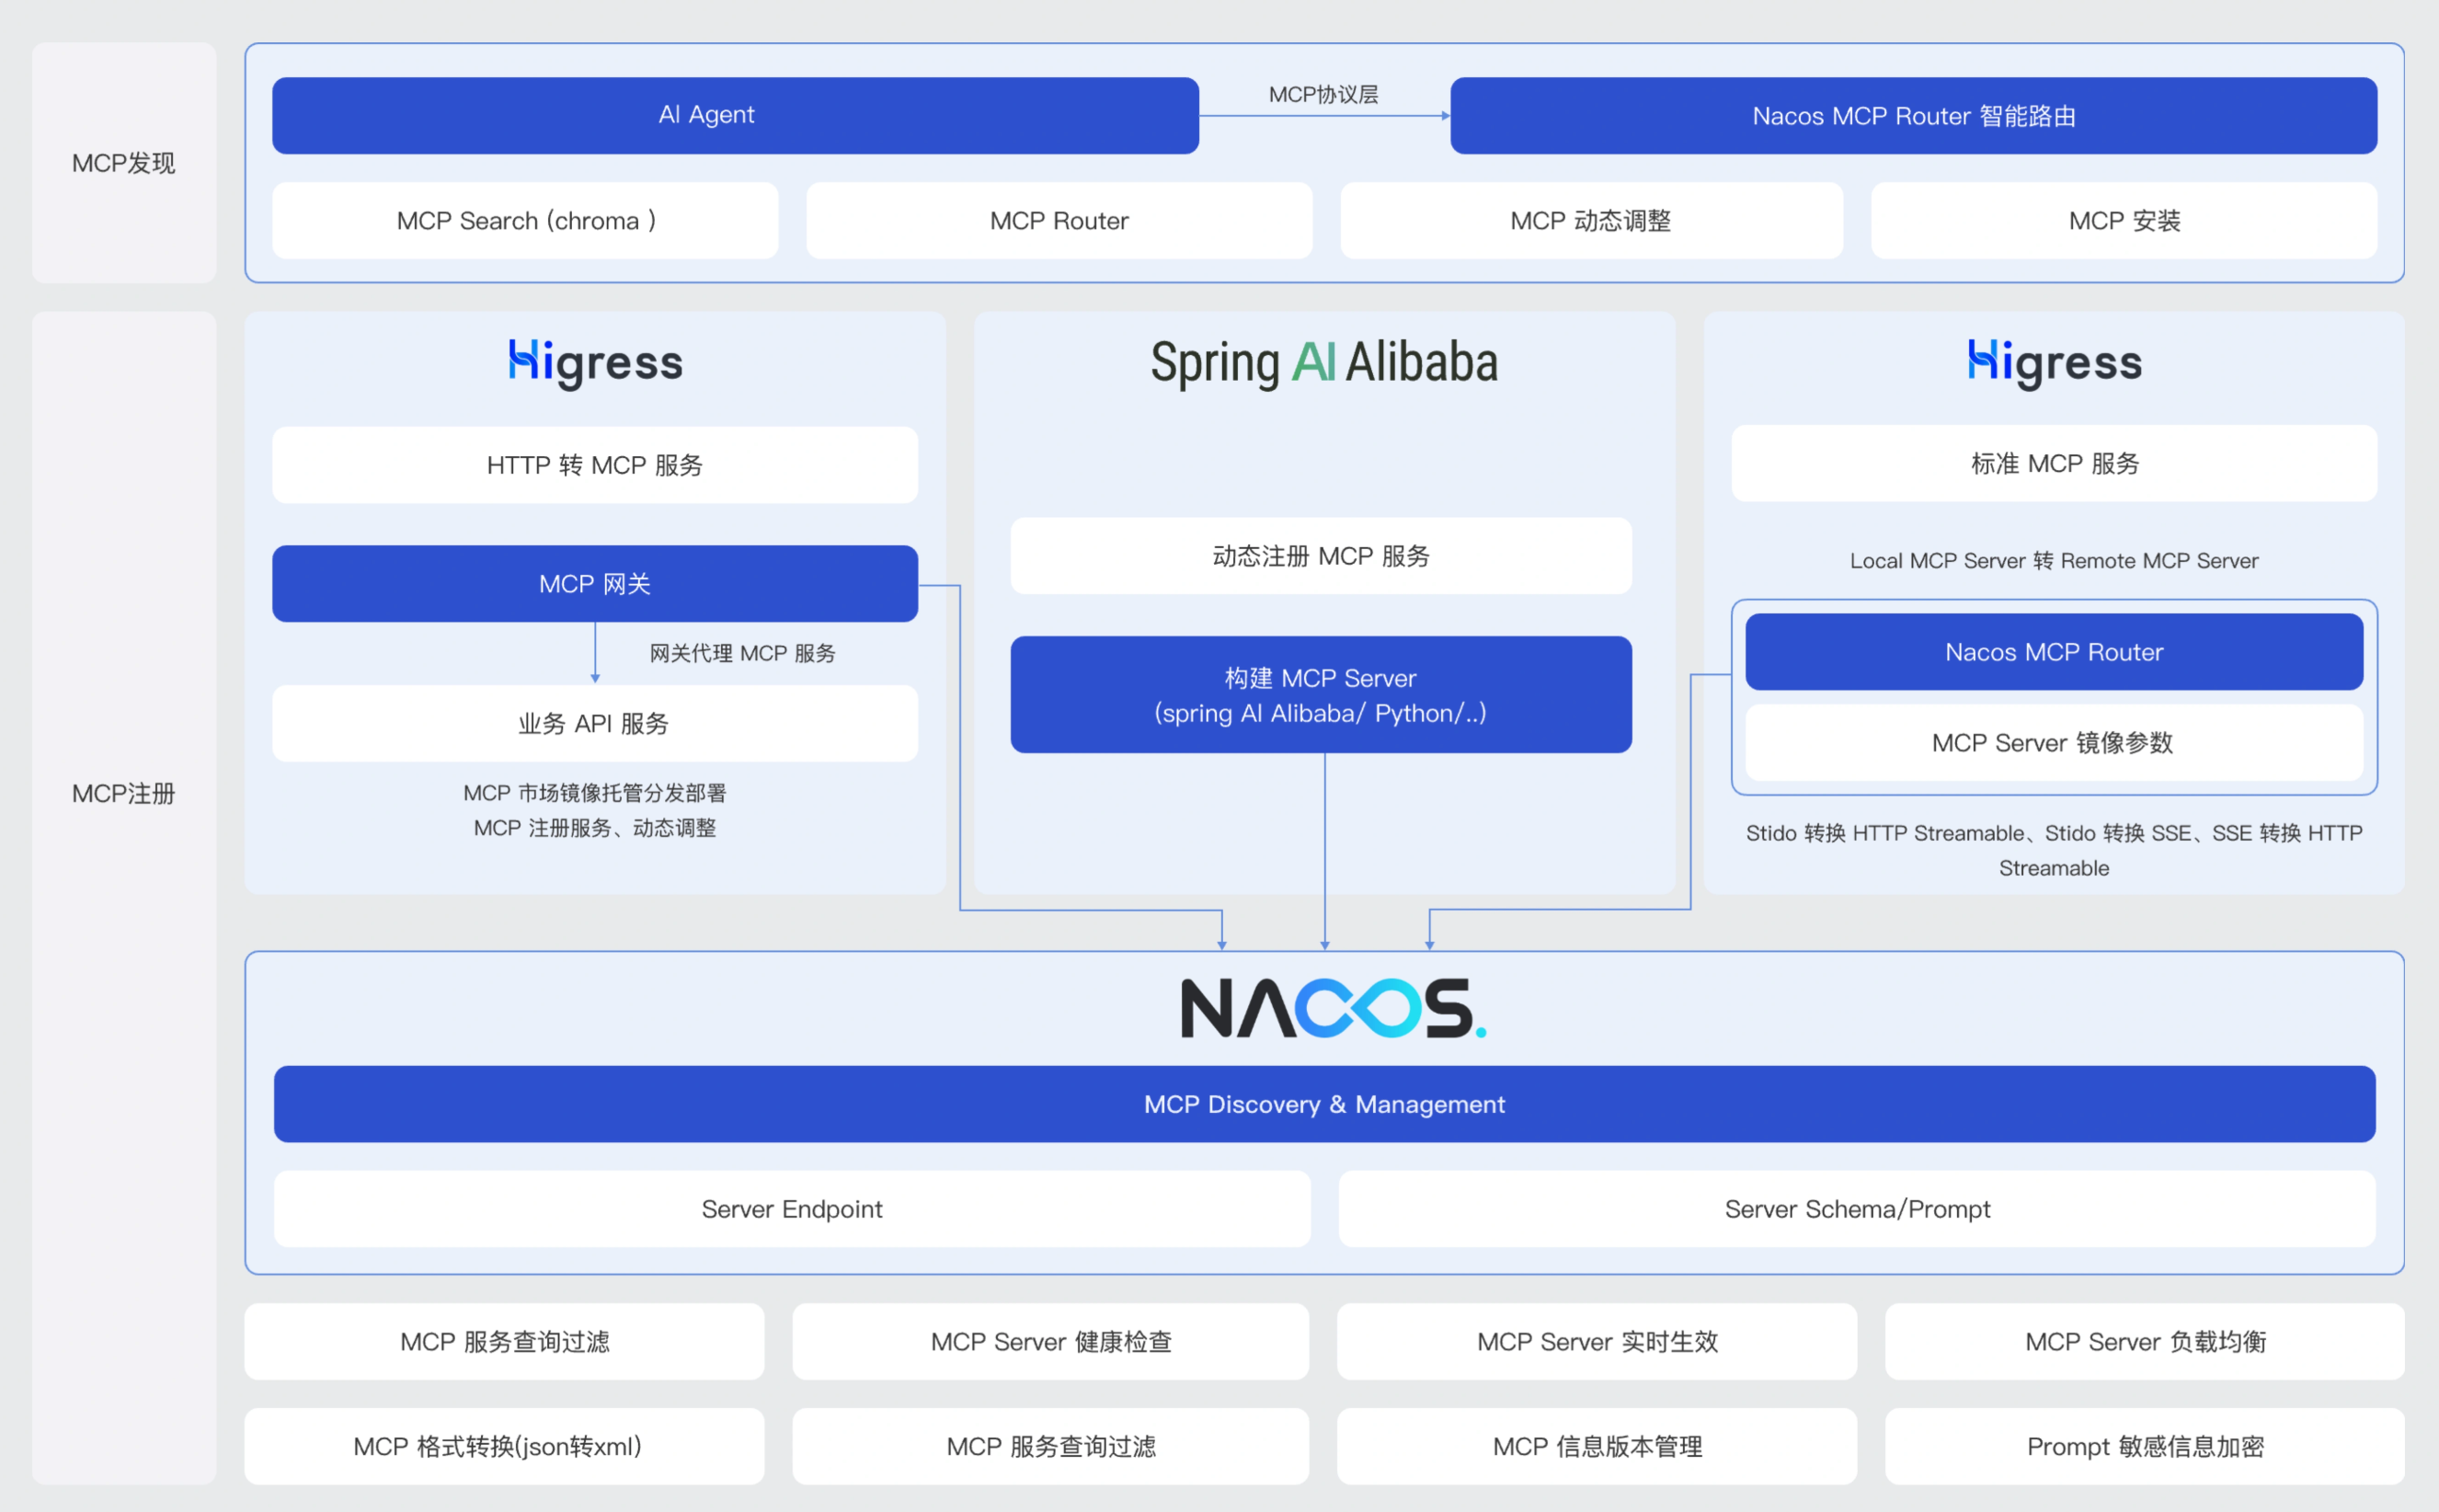 MCP发现
AI Agent
MCP协议层
Nacos MCP Router 智能路由
MCP Search (chroma )
MCP Router
MCP 动态调整
MCP 安装
MCP注册
Higress
HTTP 转 MCP 服务
MCP 网关
网关代理 MCP 服务
业务 API 服务
MCP 市场镜像托管分发部署
MCP 注册服务、动态调整
Spring AI Alibaba
动态注册 MCP 服务
构建 MCP Server
(spring AI Alibaba/ Python/..)
Higress
标准 MCP 服务
Local MCP Server 转 Remote MCP Server
Nacos MCP Router
MCP Server 镜像参数
Stido 转换 HTTP Streamable、Stido 转换 SSE、SSE 转换 HTTP
Streamable
NACOS.
MCP Discovery & Management
Server Endpoint
Server Schema/Prompt
MCP 服务查询过滤
MCP Server 健康检查
MCP Server 实时生效
MCP Server 负载均衡
MCP 格式转换(json转xml)
MCP 服务查询过滤
MCP 信息版本管理
Prompt 敏感信息加密